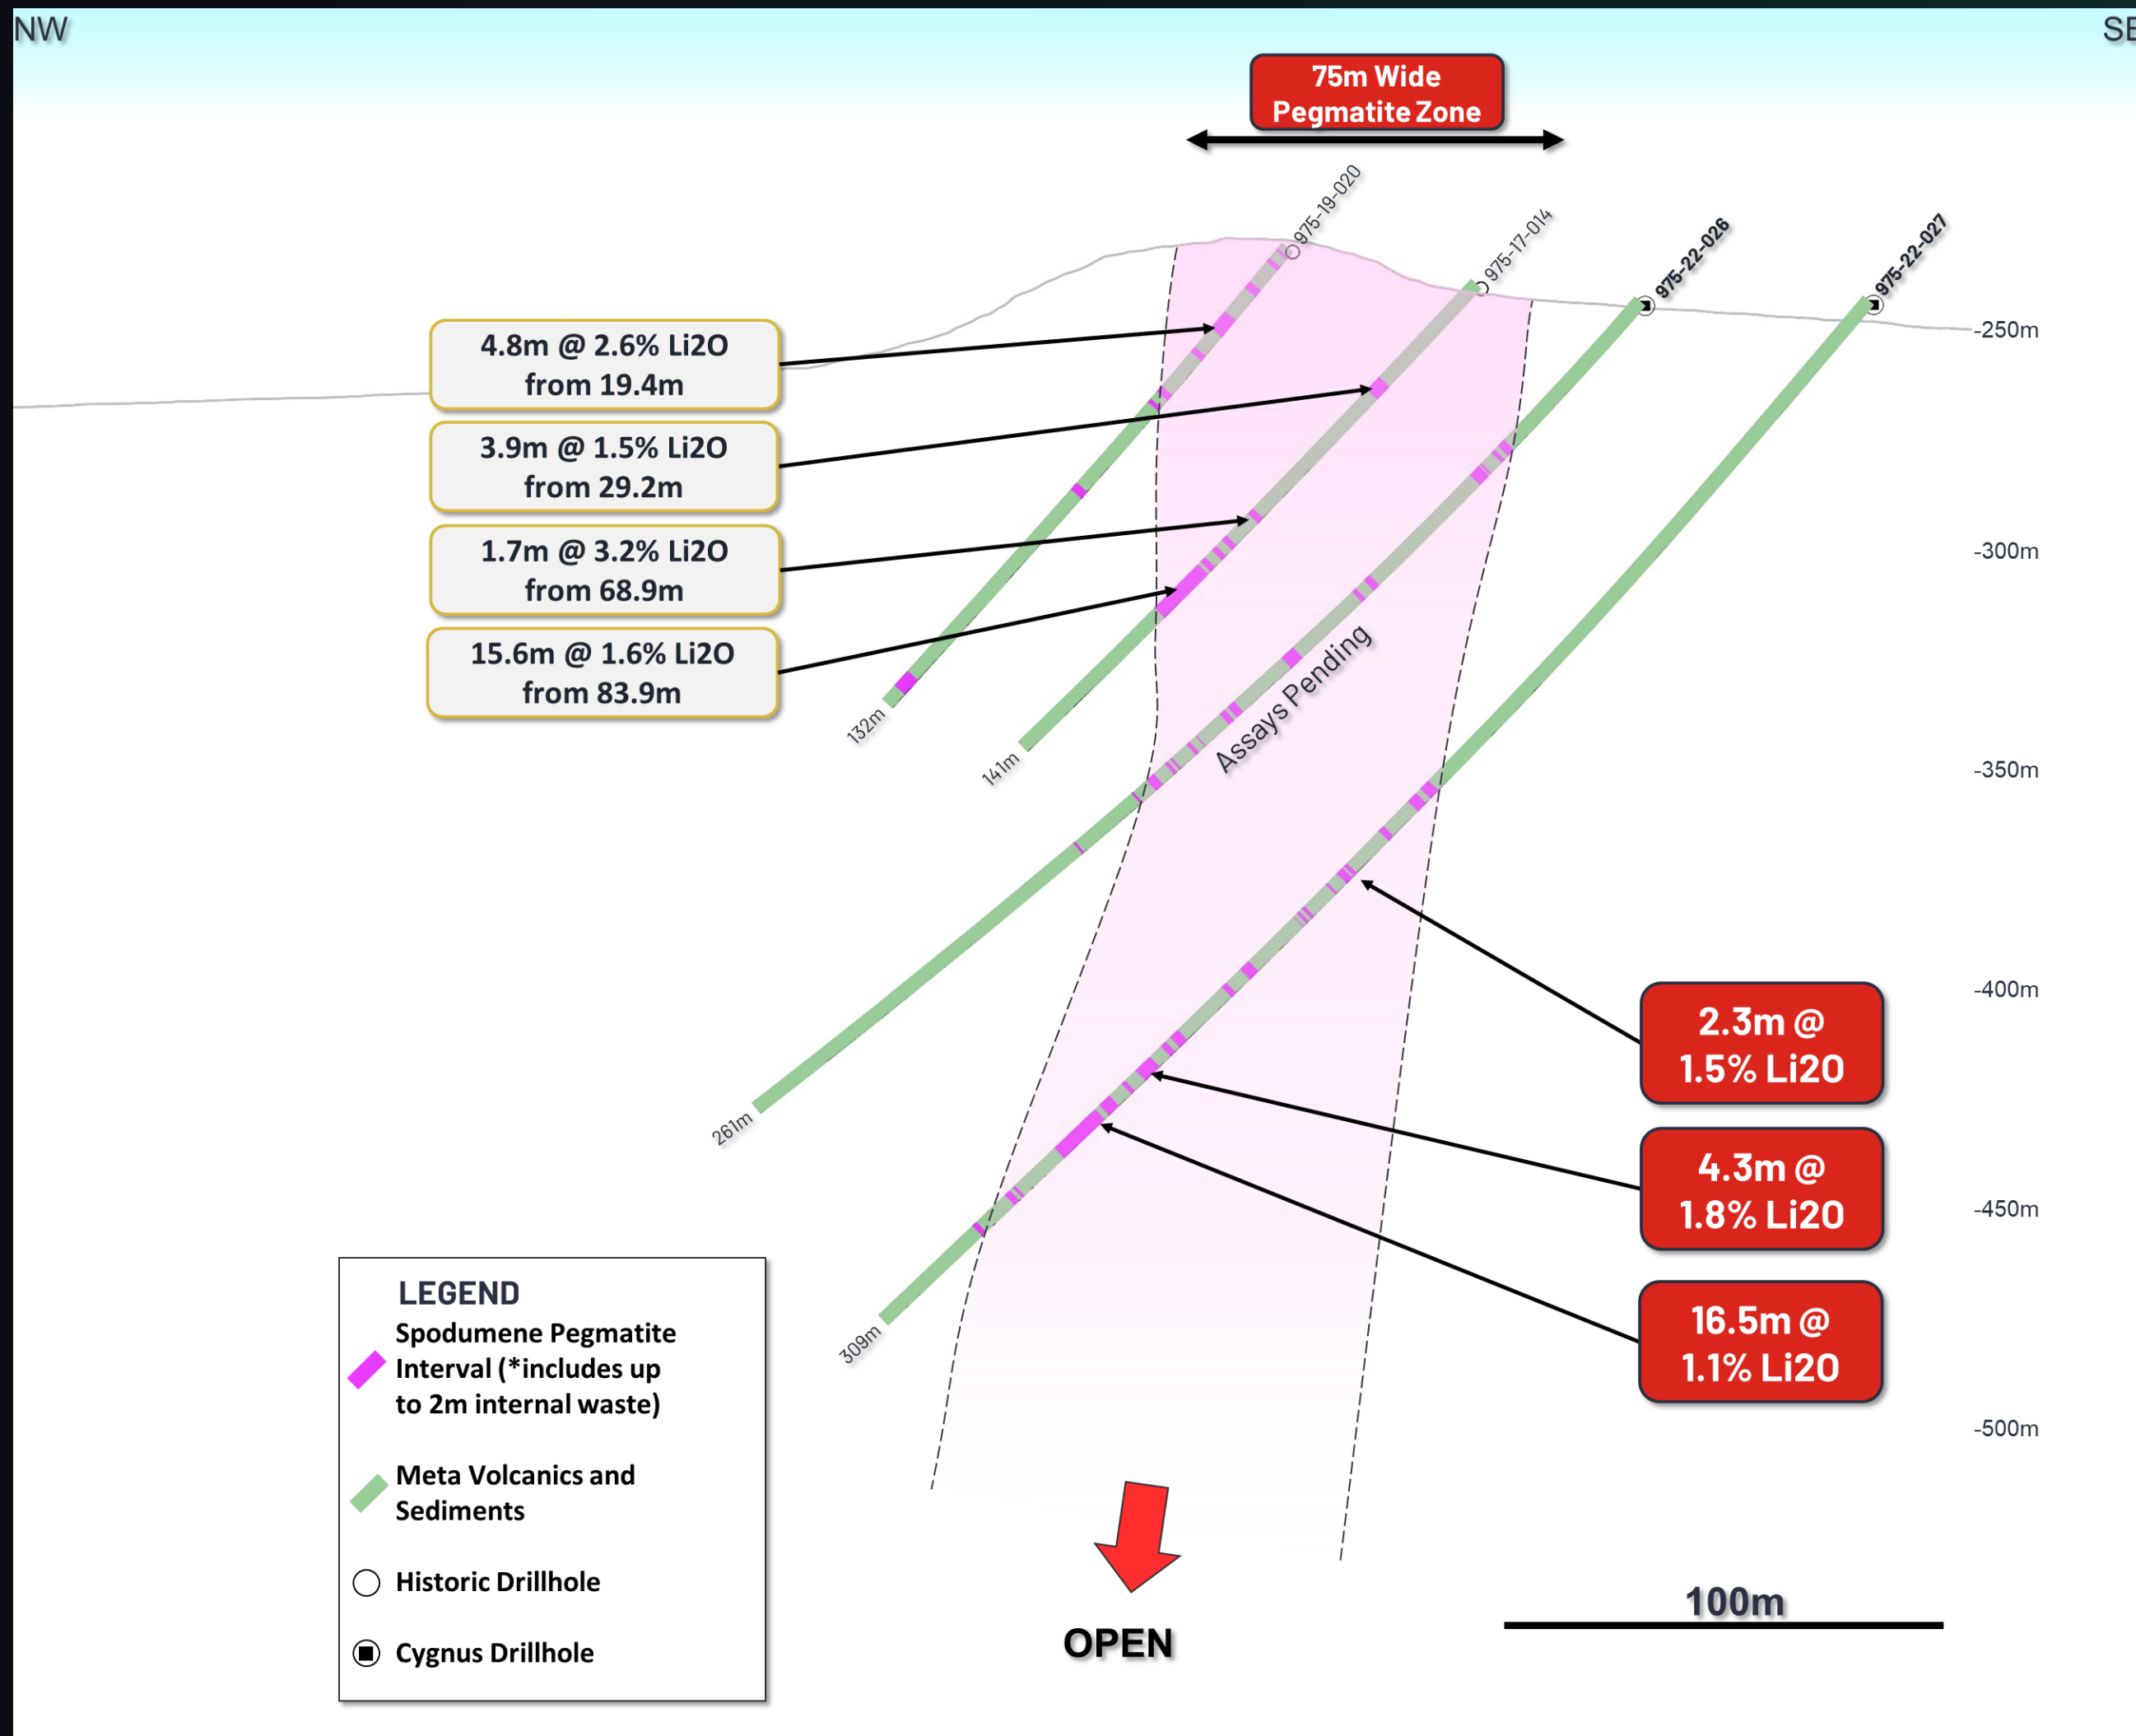 NW
SE
75m Wide
Pegmatite Zone
975-19-020
975-17-014
975-22-026
975-22-027
4.8m @ 2.6% Li2O
from 19.4m
3.9m @ 1.5% Li2O
from 29.2m
1.7m @ 3.2% Li2O
from 68.9m
15.6m @ 1.6% Li2O
from 83.9m
-250m
-300m
-350m
-400m
-450m
-500m
132m
141m
Assays Pending
261m
309m
2.3m @
1.5% Li2O
4.3m @
1.8% Li2O
16.5m @
1.1% Li2O
LEGEND
Spodumene Pegmatite
Interval (*includes up
to 2m internal waste)
Meta Volcanics and
Sediments
Historic Drillhole
Cygnus Drillhole
OPEN
100m